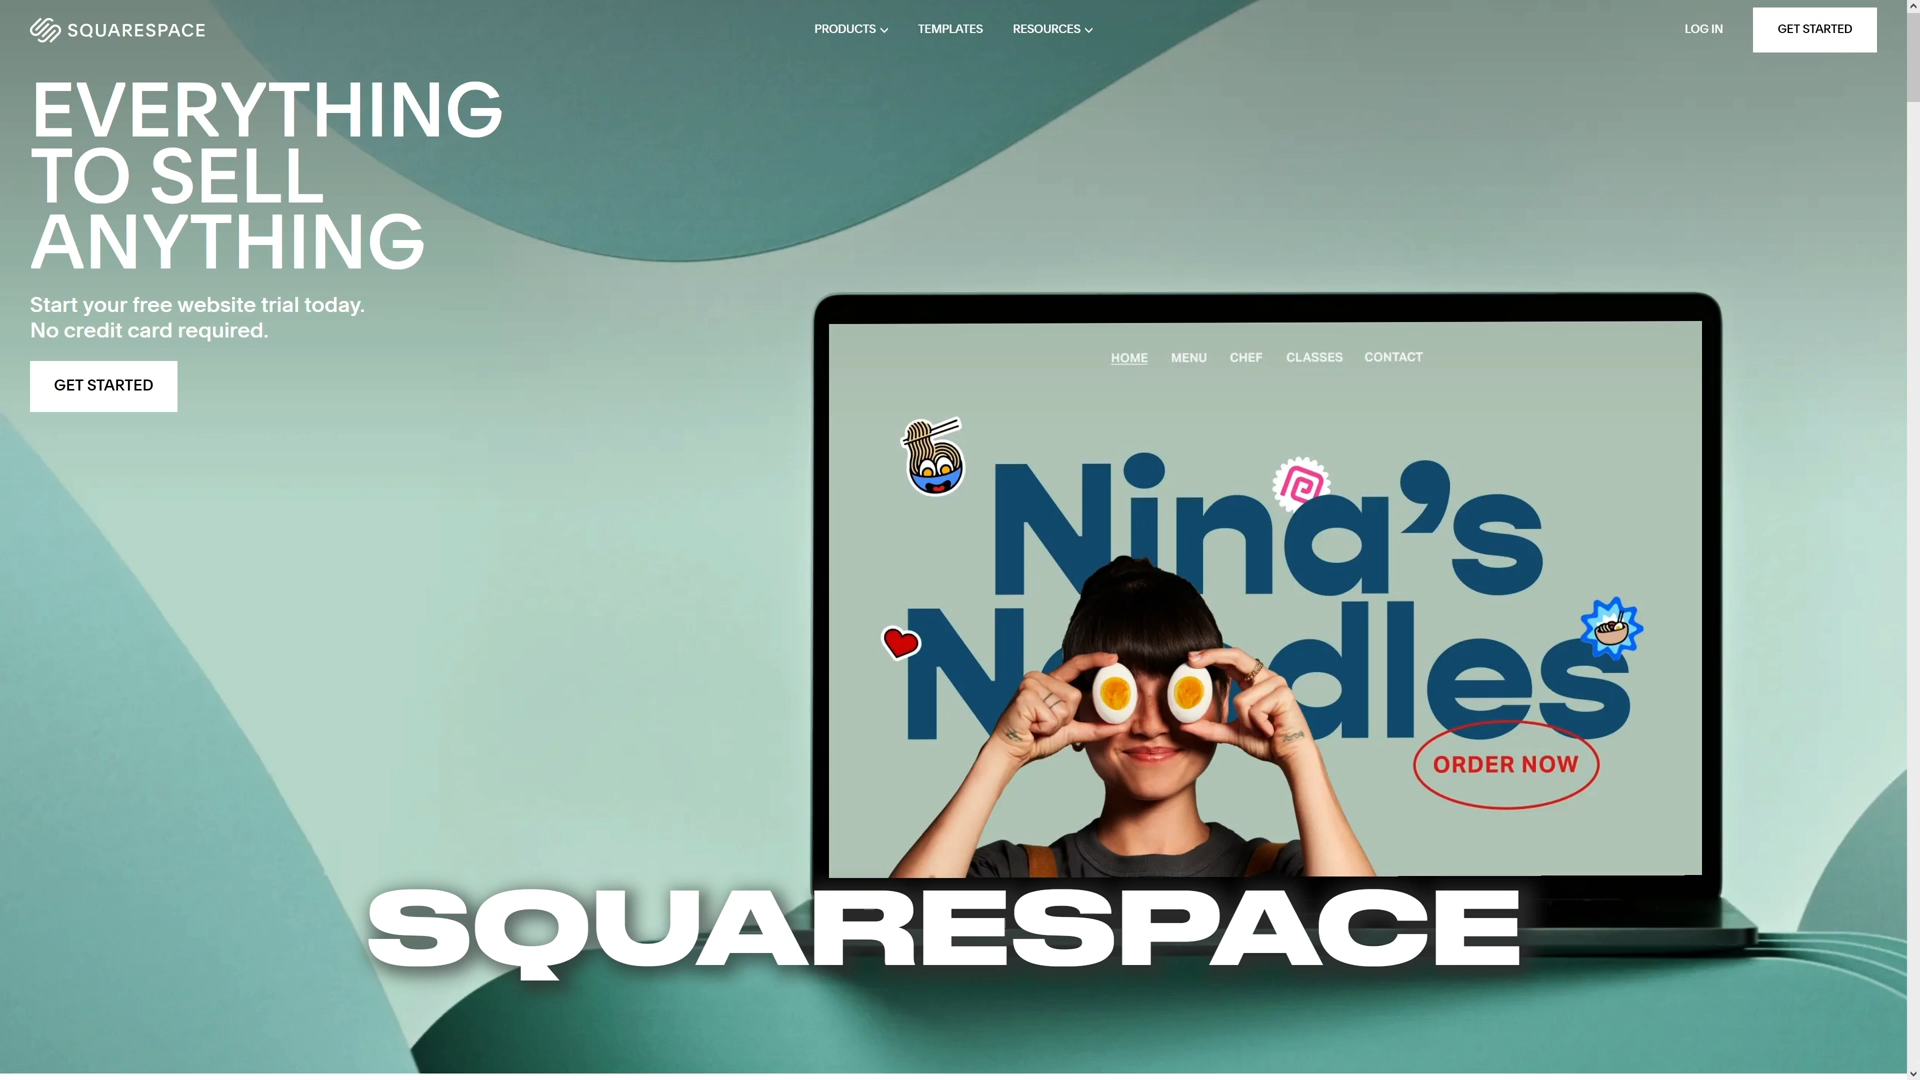 SQUARESPACE
PRODUCTS
TEMPLATES
RESOURCES
LOG IN
GET STARTED
EVERYTHING
TO SELL
ANYTHING
Start your free website trial today.
No credit card required.
GET STARTED
HOME MENU CHEF CLASSES CONTACT
Nina's
Noodles
ORDER NOW
SQUARESPACE